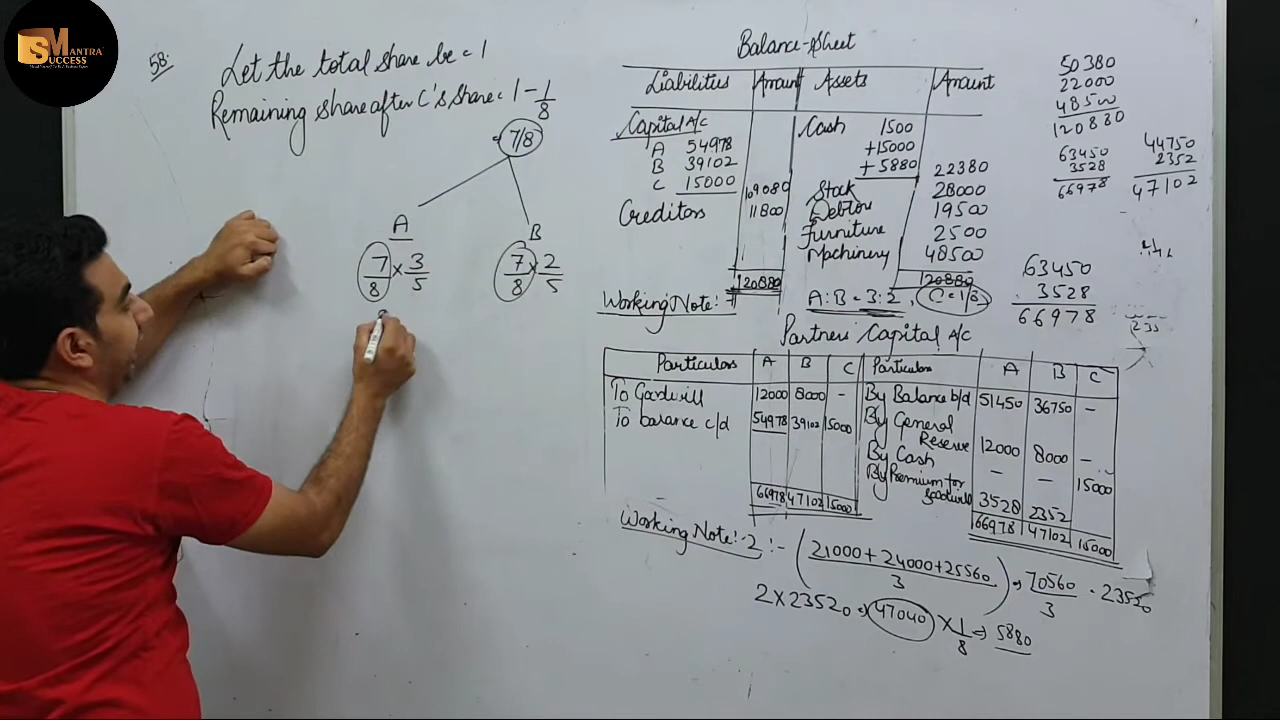 MANTRA
SUCCESS
58.
Let the total share be = 1
Remaining share after C's share = 1 - 1/8
= 7/8
A
B
7/8 × 3/5
7/8 × 2/5
Balance-Sheet
Liabilities Amount Assets Amount
Capital A/c
A 54978
B 39102
C 15000 109080
Creditors 11800
120880
Cash 1500
+15000
+5880 22380
Stock 28000
Debtors 19500
Furniture 2500
Machinery 48500
120880
50380
22000
48500
120880
63450
3528
66978
44750
2352
47102
63450
3528
66978
Working Note:-1
A:B = 3:2, C = 1/8
Partners' Capital A/c
Particulars A B C Particulars A B C
To Goodwill 12000 8000 - By Balance b/d 51450 36750 -
To balance c/d 54978 39102 15000 By General
Reserve 12000 8000 -
By Cash - - 15000
By Premium for
goodwill 3528 2352
66978 47102 15000 66978 47102 15000
Working Note:-2 :- (21000+24000+25560/3) ⇒ 70560/3 = 23520
2×23520 ⇒ 47040 × 1/8 ⇒ 5880